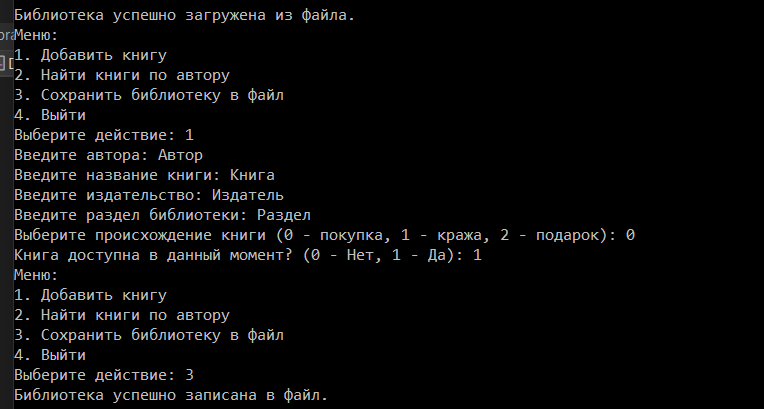 Библиотека успешно загружена из файла.
Меню:
1. Добавить книгу
2. Найти книги по автору
3. Сохранить библиотеку в файл
4. Выйти
Выберите действие: 1
Введите автора: Автор
Введите название книги: Книга
Введите издательство: Издатель
Введите раздел библиотеки: Раздел
Выберите происхождение книги (0 - покупка, 1 - кража, 2 - подарок): 0
Книга доступна в данный момент? (0 - Нет, 1 - Да): 1
Меню:
1. Добавить книгу
2. Найти книги по автору
3. Сохранить библиотеку в файл
4. Выйти
Выберите действие: 3
Библиотека успешно записана в файл.